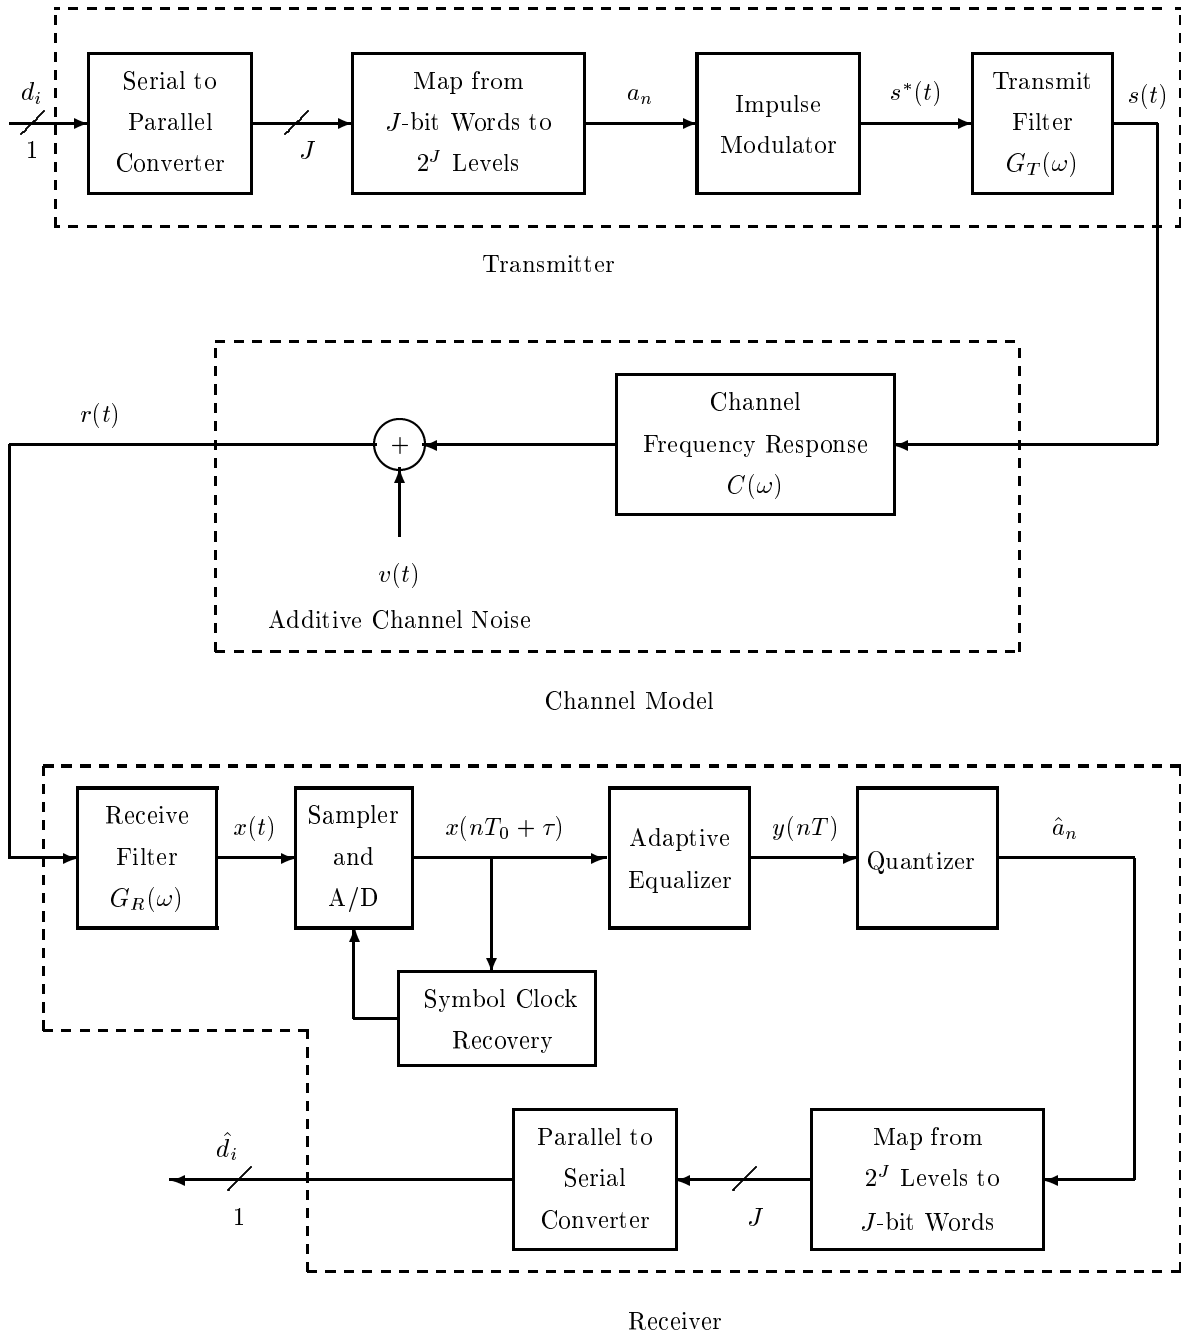 d_i
1
Serial to
Parallel
Converter
J
Map from
J-bit Words to
2^J Levels
a_n
Impulse
Modulator
s*(t)
Transmit
Filter
G_T(ω)
s(t)
Transmitter
Channel
Frequency Response
C(ω)
+
r(t)
v(t)
Additive Channel Noise
Channel Model
Receive
Filter
G_R(ω)
x(t)
Sampler
and
A/D
x(nT_0 + τ)
Adaptive
Equalizer
y(nT)
Quantizer
â_n
Symbol Clock
Recovery
Map from
2^J Levels to
J-bit Words
J
Parallel to
Serial
Converter
d̂_i
1
Receiver